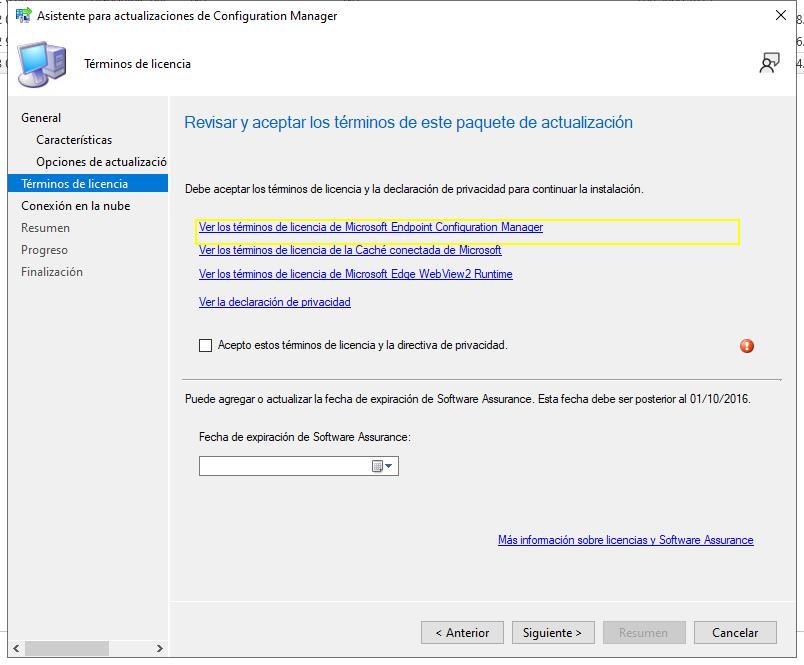 Asistente para actualizaciones de Configuration Manager
Términos de licencia
General
Características
Opciones de actualizació
Términos de licencia
Conexión en la nube
Resumen
Progreso
Finalización
Revisar y aceptar los términos de este paquete de actualización
Debe aceptar los términos de licencia y la declaración de privacidad para continuar la instalación.
Ver los términos de licencia de Microsoft Endpoint Configuration Manager
Ver los términos de licencia de la Caché conectada de Microsoft
Ver los términos de licencia de Microsoft Edge WebView2 Runtime
Ver la declaración de privacidad
Acepto estos términos de licencia y la directiva de privacidad.
Puede agregar o actualizar la fecha de expiración de Software Assurance. Esta fecha debe ser posterior al 01/10/2016.
Fecha de expiración de Software Assurance:
Más información sobre licencias y Software Assurance
< Anterior
Siguiente >
Resumen
Cancelar